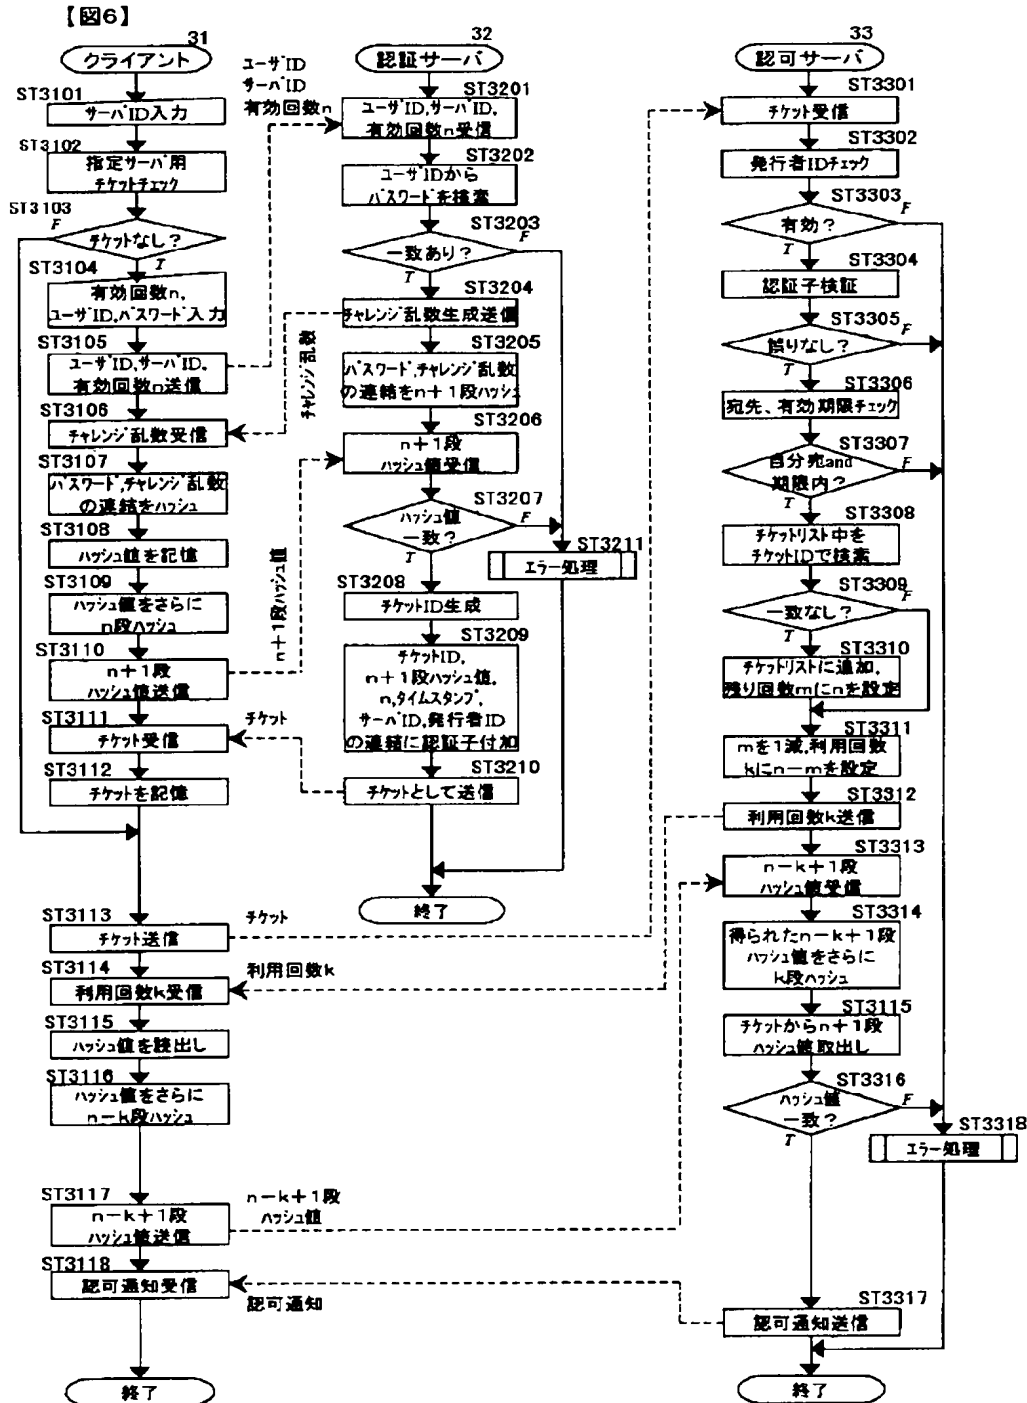 【図6】
31
クライアント
ST3101
サーバID入力
ST3102
指定サーバ用
チケットチェック
ST3103
F
チケットなし?
T
ST3104
有効回数n,
ユーザID,パスワード入力
ST3105
ユーザID,サーバID,
有効回数n送信
ST3106
チャレンジ乱数受信
ST3107
パスワード,チャレンジ乱数
の連結をハッシュ
ST3108
ハッシュ値を記憶
ST3109
ハッシュ値をさらに
n段ハッシュ
ST3110
n+1段
ハッシュ値送信
ST3111
チケット受信
ST3112
チケットを記憶
ST3113
チケット送信
ST3114
利用回数k受信
ST3115
ハッシュ値を読出し
ST3116
ハッシュ値をさらに
n-k段ハッシュ
ST3117
n-k+1段
ハッシュ値送信
ST3118
認可通知受信
終了
ユーザID
サーバID
有効回数n
チャレンジ乱数
n+1段ハッシュ値
チケット
チケット
利用回数k
n-k+1段
ハッシュ値
認可通知
32
認証サーバ
ST3201
ユーザID,サーバID,
有効回数n受信
ST3202
ユーザIDから
パスワードを検索
ST3203
一致あり?
F
T
ST3204
チャレンジ乱数生成送信
ST3205
パスワード,チャレンジ乱数
の連結をn+1段ハッシュ
ST3206
n+1段
ハッシュ値受信
ST3207
ハッシュ値
一致?
F
T
ST3211
エラー処理
ST3208
チケットID生成
ST3209
チケットID,
n+1段ハッシュ値,
n,タイムスタンプ,
サーバID,発行者ID
の連結に認証子付加
ST3210
チケットとして送信
終了
33
認可サーバ
ST3301
チケット受信
ST3302
発行者IDチェック
ST3303
有効?
F
T
ST3304
認証子検証
ST3305
誤りなし?
F
T
ST3306
宛先、有効期限チェック
ST3307
自分宛and
期限内?
F
T
ST3308
チケットリスト中を
チケットIDで検索
ST3309
一致なし?
F
T
ST3310
チケットリストに追加,
残り回数mにnを設定
ST3311
mを1減,利用回数
kにn-mを設定
ST3312
利用回数k送信
ST3313
n-k+1段
ハッシュ値受信
ST3314
得られたn-k+1段
ハッシュ値をさらに
k段ハッシュ
ST3115
チケットからn+1段
ハッシュ値取出し
ST3316
ハッシュ値
一致?
F
T
ST3318
エラー処理
ST3317
認可通知送信
終了